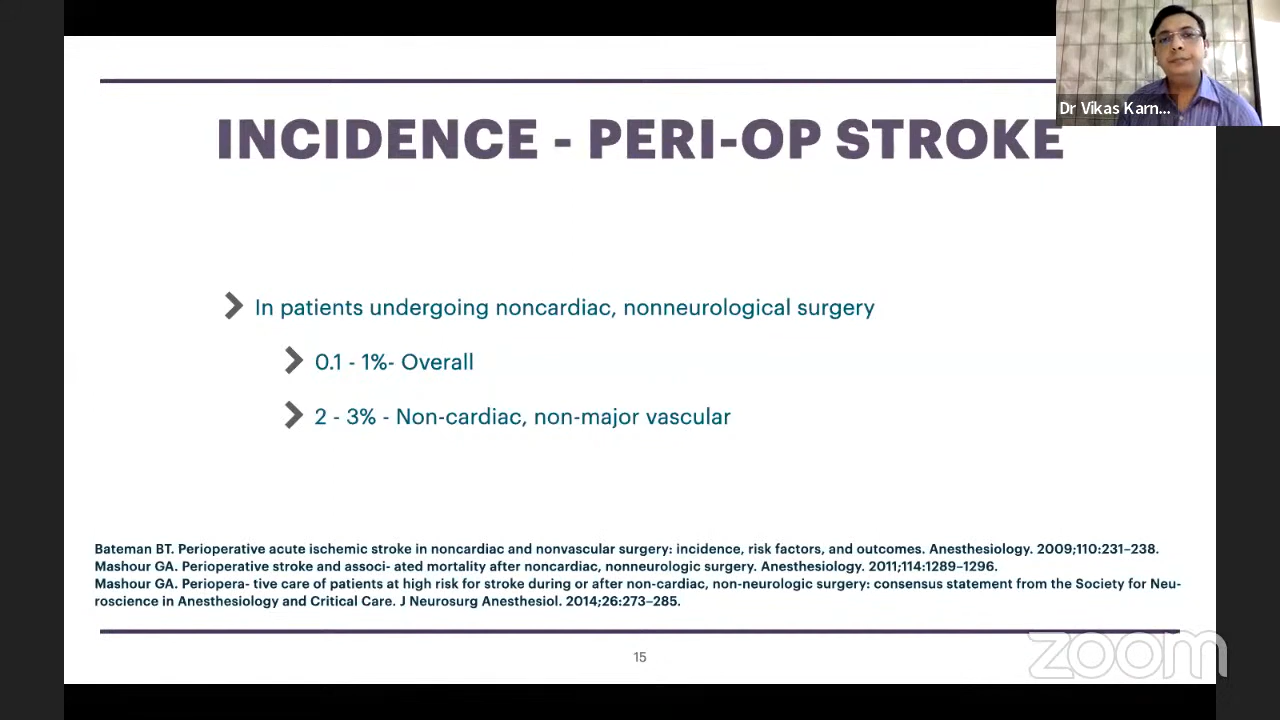 Dr Vikas Karn...
INCIDENCE - PERI-OP STROKE
In patients undergoing noncardiac, nonneurological surgery
0.1 - 1%- Overall
2 - 3% - Non-cardiac, non-major vascular
Bateman BT. Perioperative acute ischemic stroke in noncardiac and nonvascular surgery: incidence, risk factors, and outcomes. Anesthesiology. 2009;110:231–238.
Mashour GA. Perioperative stroke and associ- ated mortality after noncardiac, nonneurologic surgery. Anesthesiology. 2011;114:1289–1296.
Mashour GA. Periopera- tive care of patients at high risk for stroke during or after non-cardiac, non-neurologic surgery: consensus statement from the Society for Neu-
roscience in Anesthesiology and Critical Care. J Neurosurg Anesthesiol. 2014;26:273–285.
15
zoom